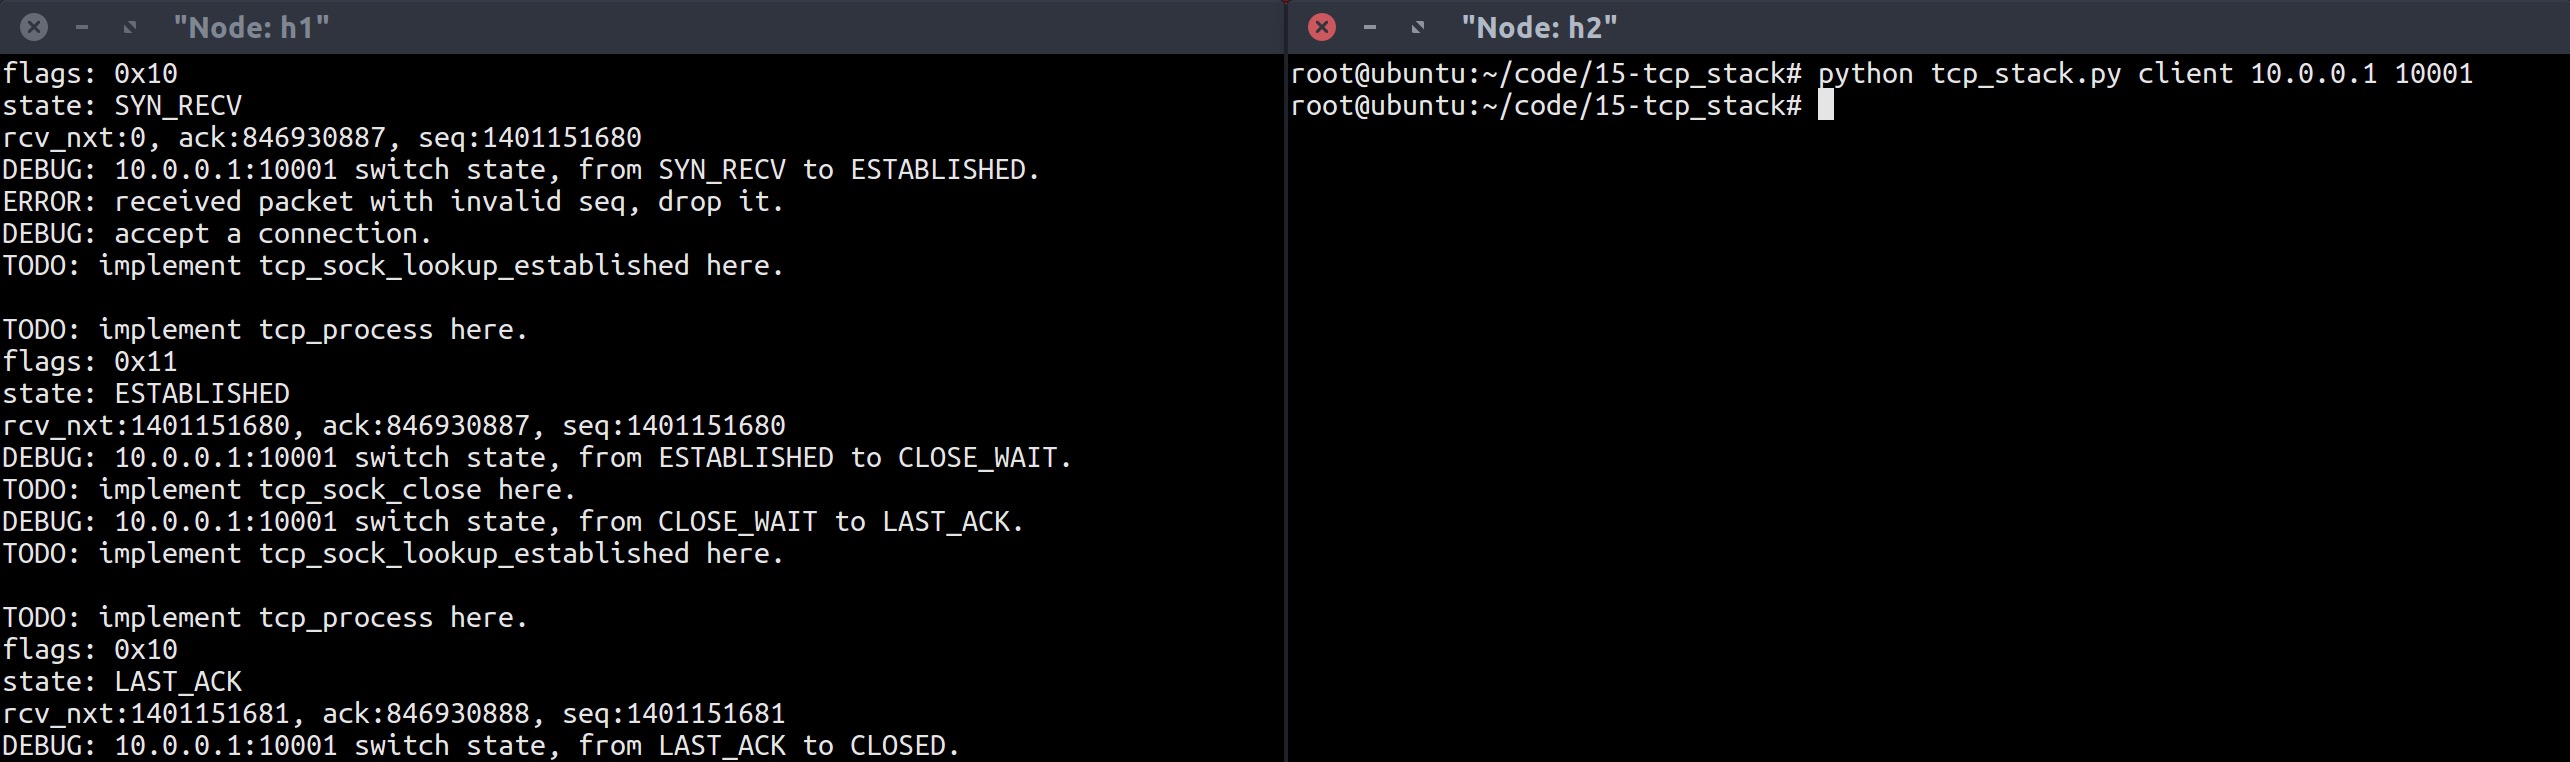 "Node: h1"
flags: 0x10
state: SYN_RECV
rcv_nxt:0, ack:846930887, seq:1401151680
DEBUG: 10.0.0.1:10001 switch state, from SYN_RECV to ESTABLISHED.
ERROR: received packet with invalid seq, drop it.
DEBUG: accept a connection.
TODO: implement tcp_sock_lookup_established here.
TODO: implement tcp_process here.
flags: 0x11
state: ESTABLISHED
rcv_nxt:1401151680, ack:846930887, seq:1401151680
DEBUG: 10.0.0.1:10001 switch state, from ESTABLISHED to CLOSE_WAIT.
TODO: implement tcp_sock_close here.
DEBUG: 10.0.0.1:10001 switch state, from CLOSE_WAIT to LAST_ACK.
TODO: implement tcp_sock_lookup_established here.
TODO: implement tcp_process here.
flags: 0x10
state: LAST_ACK
rcv_nxt:1401151681, ack:846930888, seq:1401151681
DEBUG: 10.0.0.1:10001 switch state, from LAST_ACK to CLOSED.
"Node: h2"
root@ubuntu:~/code/15-tcp_stack# python tcp_stack.py client 10.0.0.1 10001
root@ubuntu:~/code/15-tcp_stack#